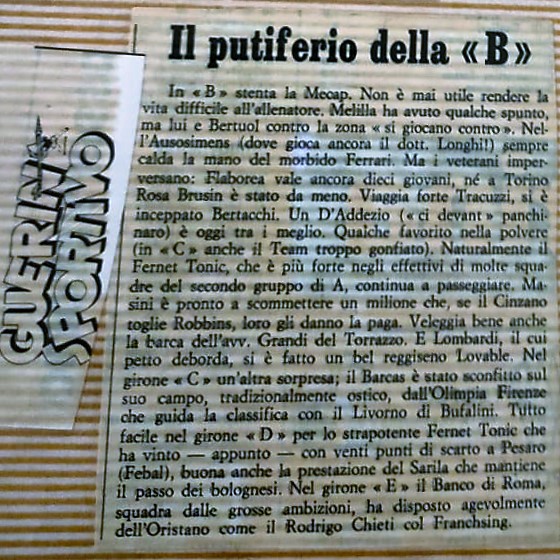 GUERIN
SPORTIVO
Il putiferio della «B»
In «B» stenta la Mecap. Non è mai utile rendere la
vita difficile all'allenatore. Melilla ha avuto qualche spunto,
ma lui e Bertuol contro la zona « si giocano contro ». Nel-
l'Ausosimens (dove gioca ancora il dott. Longhi!) sempre
calda la mano del morbido Ferrari. Ma i veterani imper-
versano: Flaborea vale ancora dieci giovani, né a Torino
Rosa Brusin è stato da meno. Viaggia forte Tracuzzi, si è
inceppato Bertacchi. Un D'Addezio (« ci devant » panchi-
naro) è oggi tra i meglio. Qualche favorito nella polvere
(in «C» anche il Team troppo gonfiato). Naturalmente il
Fernet Tonic, che è più forte negli effettivi di molte squa-
dre del secondo gruppo di A, continua a passeggiare. Ma-
sini è pronto a scommettere un milione che, se il Cinzano
toglie Robbins, loro gli danno la paga. Veleggia bene anche
la barca dell'avv. Grandi del Torrazzo. E Lombardi, il cui
petto deborda, si è fatto un bel reggiseno Lovable. Nel
girone «C» un'altra sorpresa; il Barcas è stato sconfitto sul
suo campo, tradizionalmente ostico, dall'Olimpia Firenze
che guida la classifica con il Livorno di Bufalini. Tutto
facile nel girone «D» per lo strapotente Fernet Tonic che
ha vinto — appunto — con venti punti di scarto a Pesaro
(Febal), buona anche la prestazione del Sarila che mantiene
il passo dei bolognesi. Nel girone «E» il Banco di Roma,
squadra dalle grosse ambizioni, ha disposto agevolmente
dell'Oristano come il Rodrigo Chieti col Franchsing.